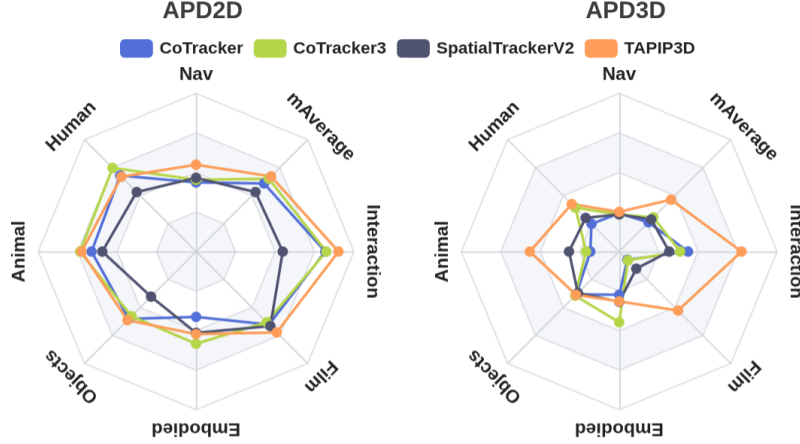 APD2D
APD3D
CoTracker CoTracker3 SpatialTrackerV2 TAPIP3D
Nav
mAverage
Interaction
Film
Embodied
Objects
Animal
Human
Nav
mAverage
Interaction
Film
Embodied
Objects
Animal
Human